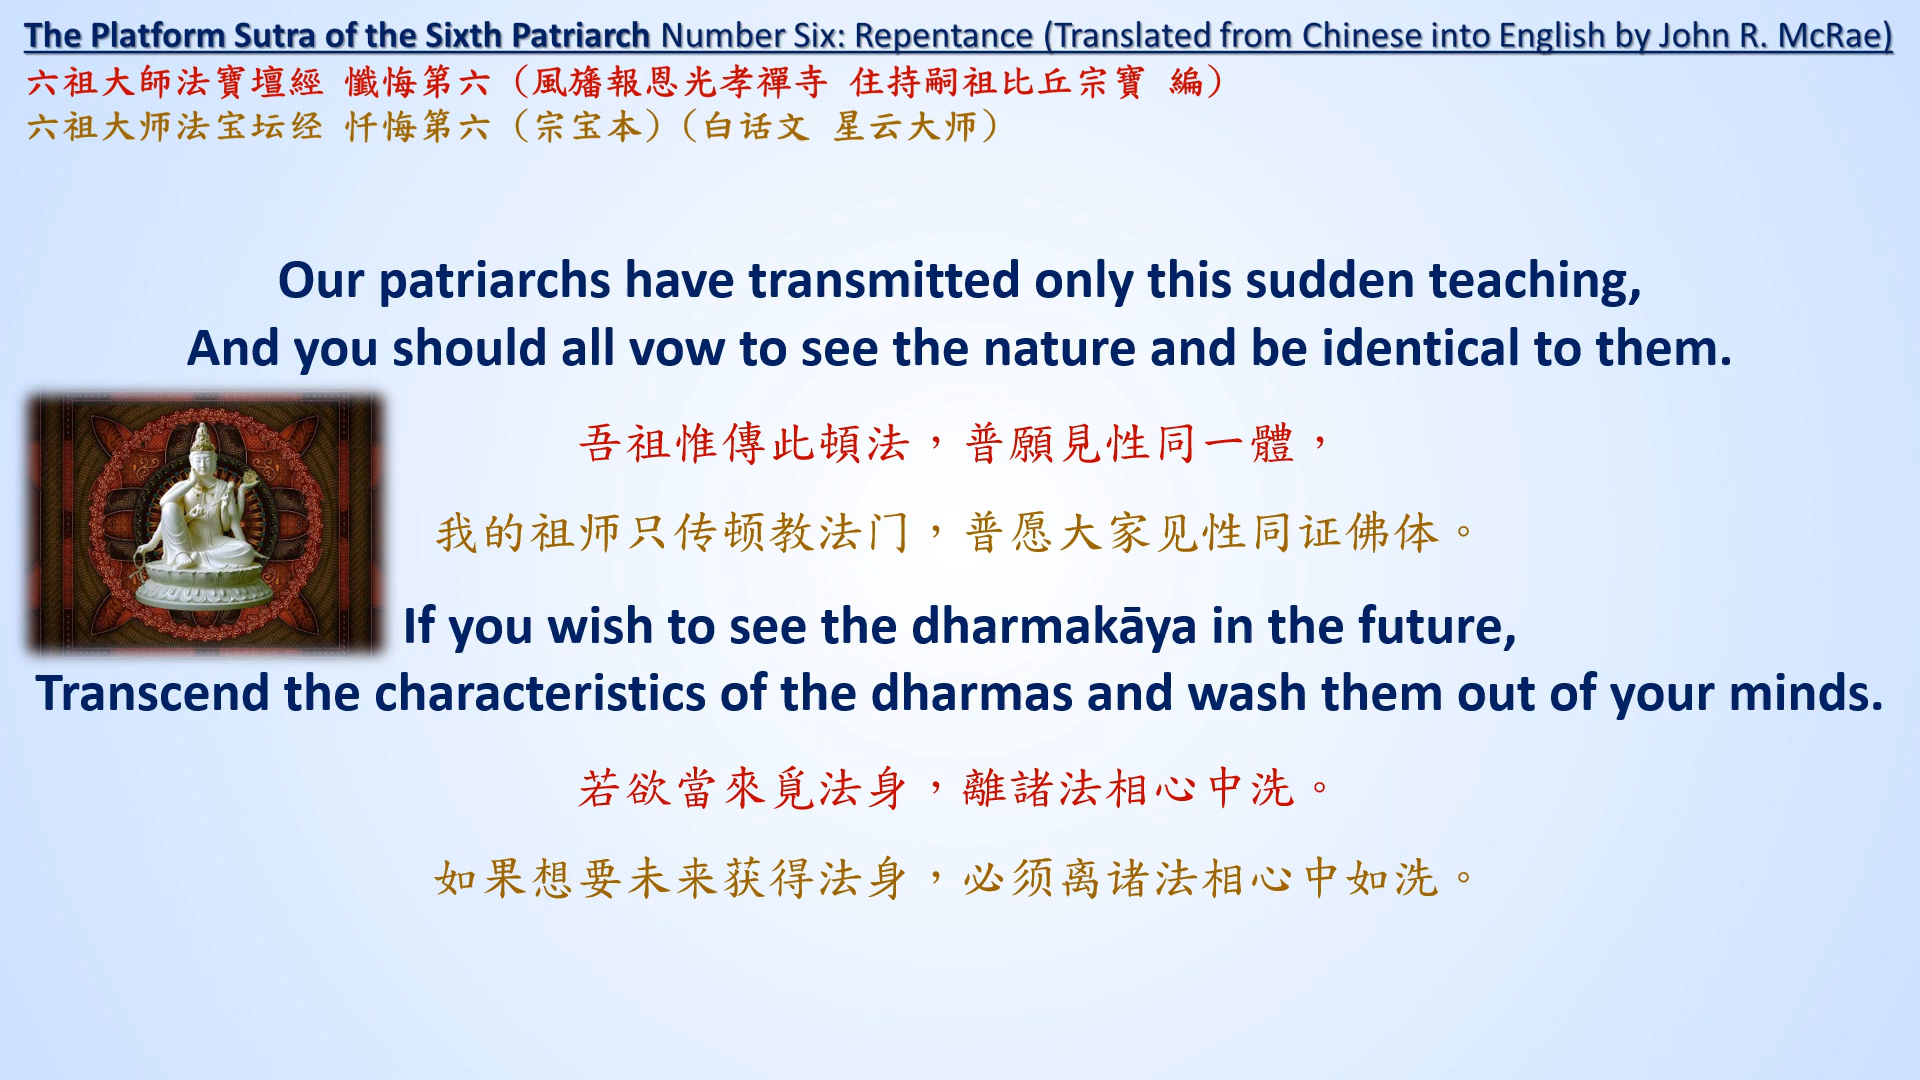 The Platform Sutra of the Sixth Patriarch Number Six: Repentance (Translated from Chinese into English by John R. McRae)
六祖大師法寶壇經 懺悔第六（風旛報恩光孝禪寺 住持嗣祖比丘宗寶 編）
六祖大师法宝坛经 忏悔第六（宗宝本）（白话文 星云大师）
Our patriarchs have transmitted only this sudden teaching,
And you should all vow to see the nature and be identical to them.
吾祖惟傳此頓法，普願見性同一體，
我的祖师只传顿教法门，普愿大家见性同证佛体。
If you wish to see the dharmakāya in the future,
Transcend the characteristics of the dharmas and wash them out of your minds.
若欲當來覓法身，離諸法相心中洗。
如果想要未来获得法身，必须离诸法相心中如洗。